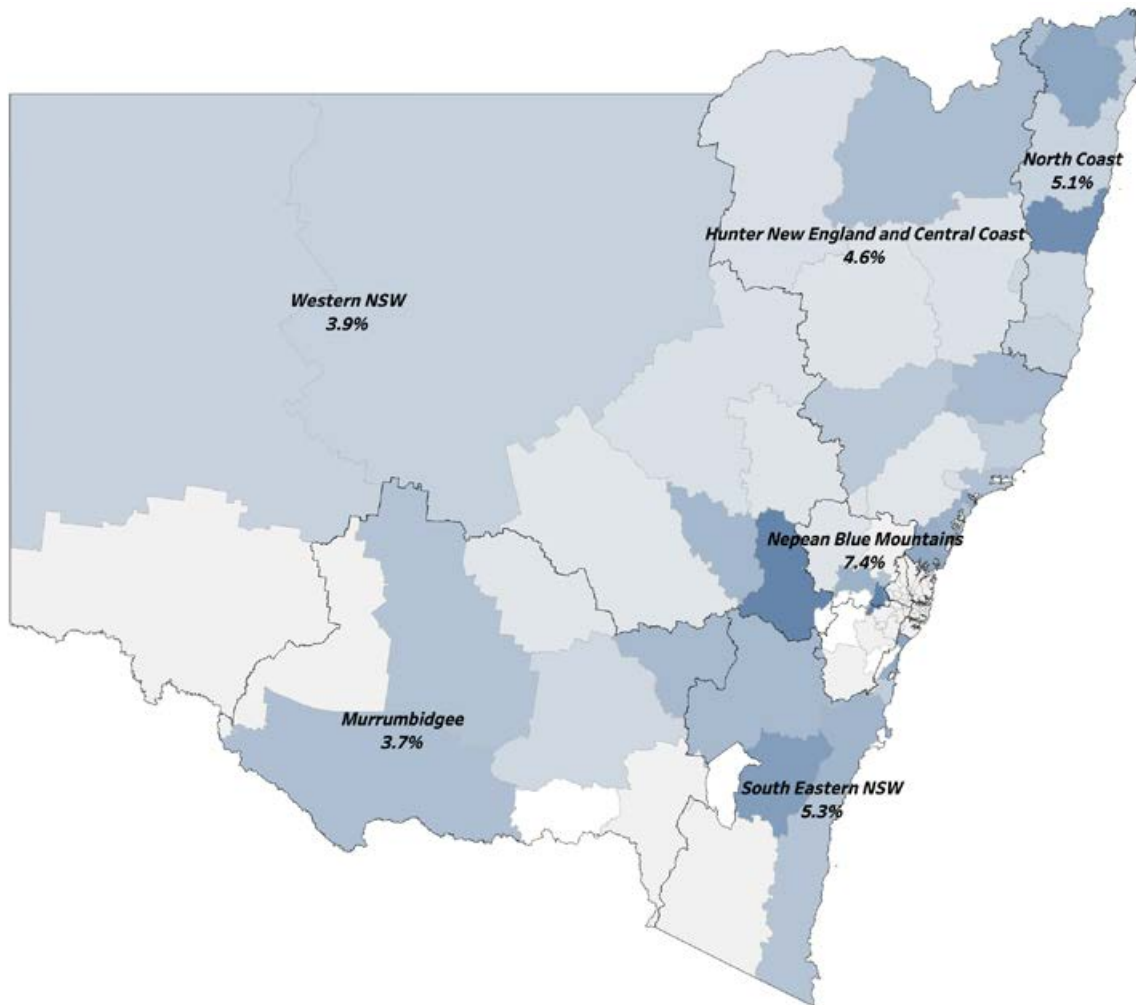 North Coast
5.1%
Hunter New England and Central Coast
4.6%
Western NSW
3.9%
Nepean Blue Mountains
7.4%
Murrumbidgee
3.7%
South Eastern NSW
5.3%